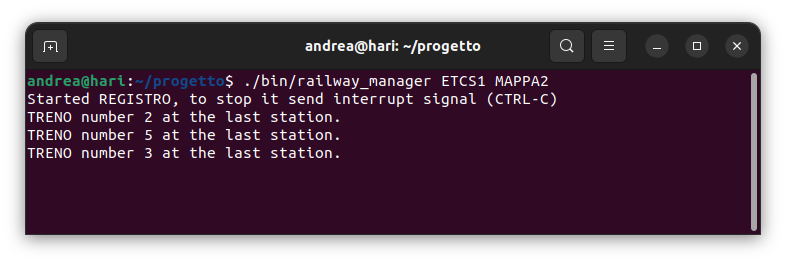 andrea@hari: ~/progetto
andrea@hari:~/progetto$ ./bin/railway_manager ETCS1 MAPPA2
Started REGISTRO, to stop it send interrupt signal (CTRL-C)
TRENO number 2 at the last station.
TRENO number 5 at the last station.
TRENO number 3 at the last station.